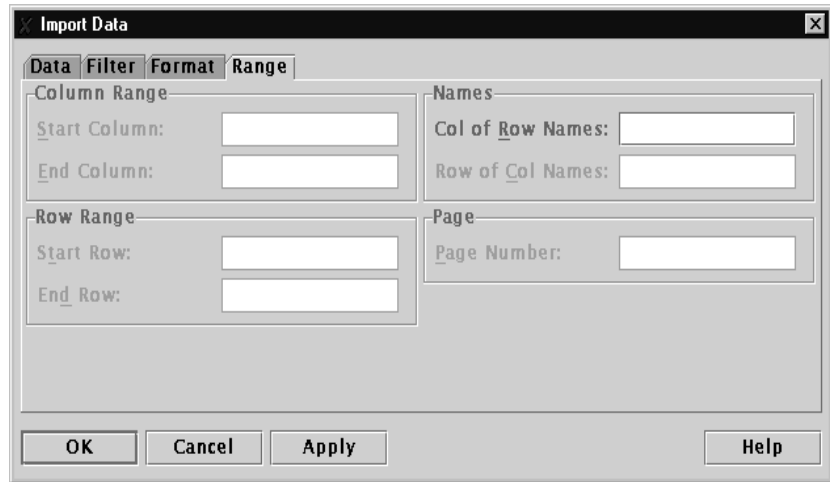 Import Data
Data Filter Format Range
Column Range
Start Column:
End Column:
Row Range
Start Row:
End Row:
Names
Col of Row Names:
Row of Col Names:
Page
Page Number:
OK Cancel Apply Help